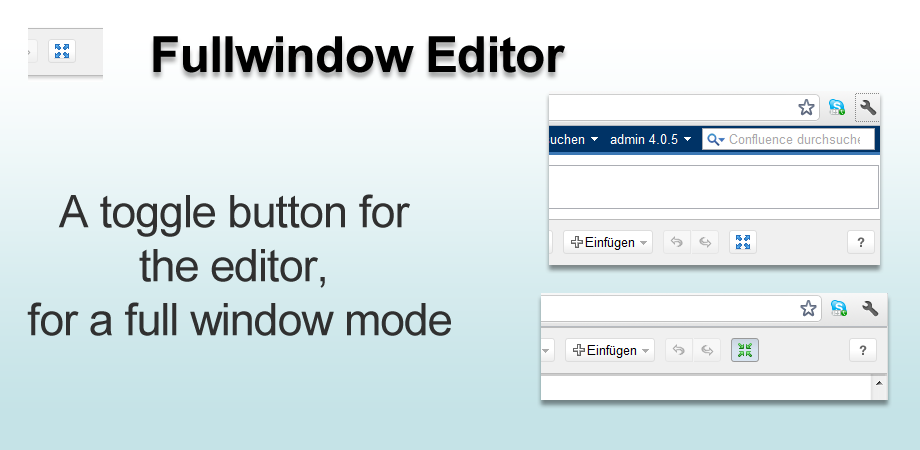 Fullwindow Editor
uchen admin 4.0.5 Confluence durchsuche
Einfügen ?
A toggle button for
the editor,
for a full window mode
Einfügen ?